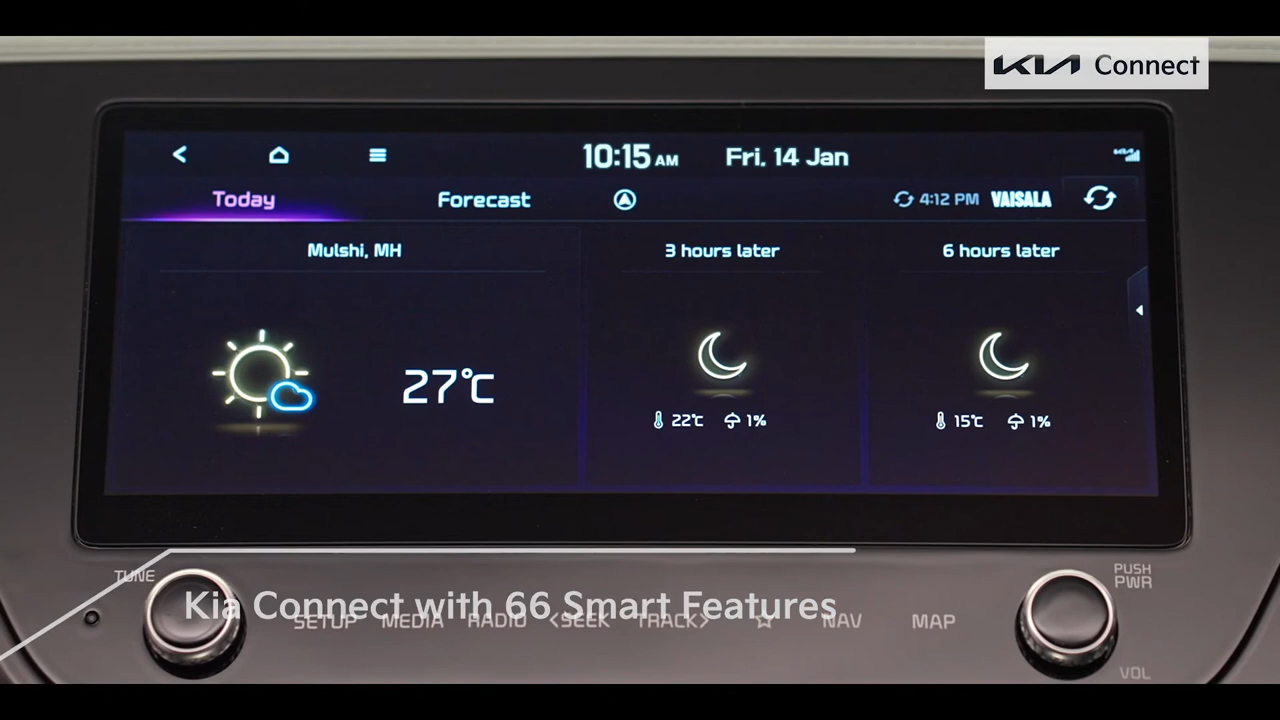 KIA Connect
10:15 AM Fri, 14 Jan
Today Forecast 4:12 PM VAISALA
Mulshi, MH 3 hours later 6 hours later
27℃
22℃ 1% 15℃ 1%
TUNE PUSH
PWR
Kia Connect with 66 Smart Features
SETUP MEDIA RADIO <SEEK TRACK> NAV MAP
VOL